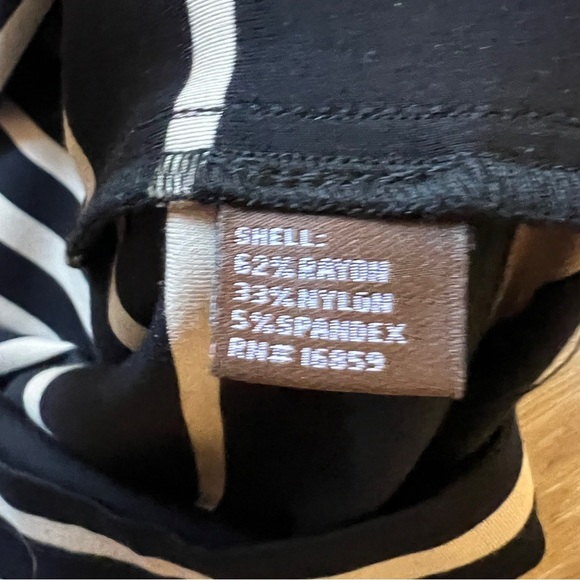 SHELL:
62% RAYON
33% NYLON
5% SPANDEX
RN# 16859